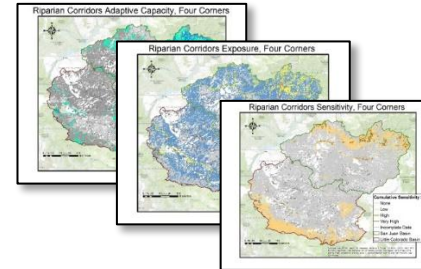 Riparian Corridors Adaptive Capacity, Four Corners
Riparian Corridors Exposure, Four Corners
Riparian Corridors Sensitivity, Four Corners
Cumulative Sensitivity
None
Low
High
Very High
Incomplete Data
San Juan Basin
Little Colorado Basin